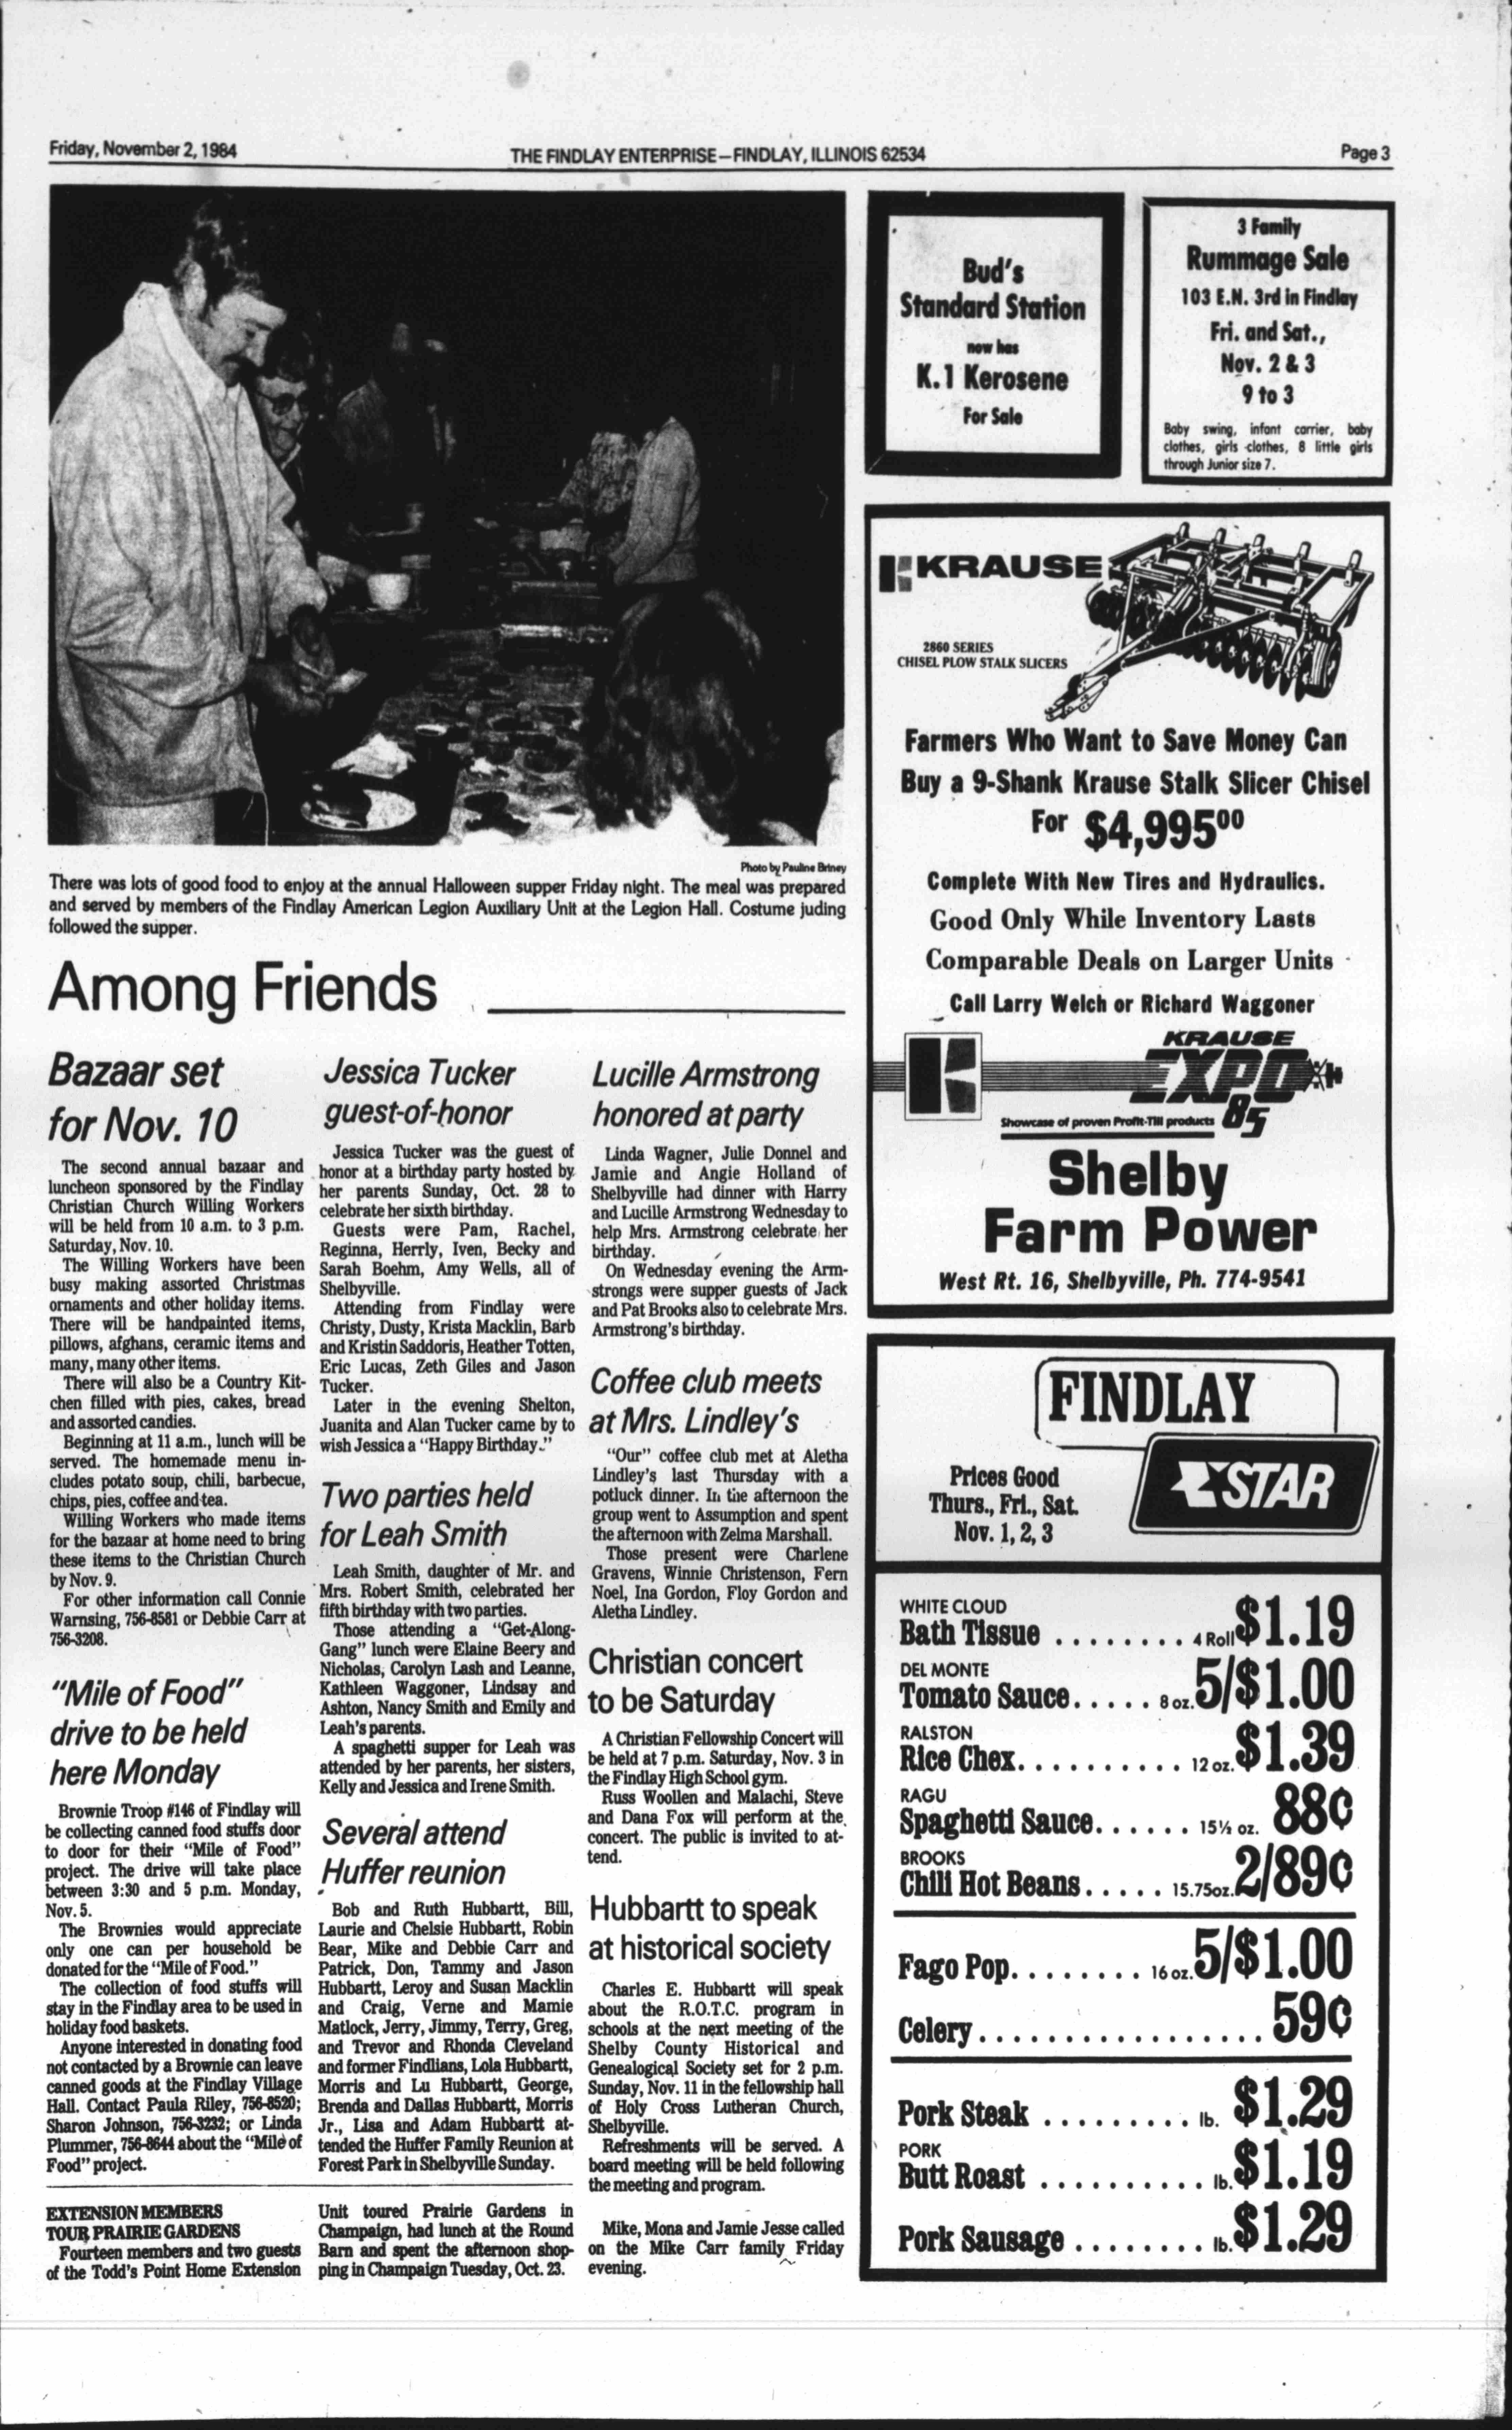 Friday, November 2, 1984
THE FINDLAY ENTERPRISE—FINDLAY, ILLINOIS 62534
Page 3
Photo by Pauline Briney
There was lots of good food to enjoy at the annual Halloween supper Friday night. The meal was prepared
and served by members of the Findlay American Legion Auxiliary Unit at the Legion Hall. Costume juding
followed the supper.
Among Friends
Bazaar set
for Nov. 10
The second annual bazaar and
luncheon sponsored by the Findlay
Christian Church Willing Workers
will be held from 10 a.m. to 3 p.m.
Saturday, Nov. 10.
The Willing Workers have been
busy making assorted Christmas
ornaments and other holiday items.
There will be handpainted items,
pillows, afghans, ceramic items and
many, many other items.
There will also be a Country Kit-
chen filled with pies, cakes, bread
and assorted candies.
Beginning at 11 a.m., lunch will be
served. The homemade menu in-
cludes potato soup, chili, barbecue,
chips, pies, coffee and tea.
Willing Workers who made items
for the bazaar at home need to bring
these items to the Christian Church
by Nov. 9.
For other information call Connie
Warnsing, 756-8581 or Debbie Carr at
756-3208.
"Mile of Food"
drive to be held
here Monday
Brownie Troop #146 of Findlay will
be collecting canned food stuffs door
to door for their "Mile of Food"
project. The drive will take place
between 3:30 and 5 p.m. Monday,
Nov. 5.
The Brownies would appreciate
only one can per household be
donated for the "Mile of Food."
The collection of food stuffs will
stay in the Findlay area to be used in
holiday food baskets.
Anyone interested in donating food
not contacted by a Brownie can leave
canned goods at the Findlay Village
Hall. Contact Paula Riley, 756-8520;
Sharon Johnson, 756-3232; or Linda
Plummer, 756-8644 about the "Mile of
Food" project.
Jessica Tucker
guest-of-honor
Jessica Tucker was the guest of
honor at a birthday party hosted by
her parents Sunday, Oct. 28 to
celebrate her sixth birthday.
Guests were Pam, Rachel,
Reginna, Herrly, Iven, Becky and
Sarah Boehm, Amy Wells, all of
Shelbyville.
Attending from Findlay were
Christy, Dusty, Krista Macklin, Barb
and Kristin Saddoris, Heather Totten,
Eric Lucas, Zeth Giles and Jason
Tucker.
Later in the evening Shelton,
Juanita and Alan Tucker came by to
wish Jessica a "Happy Birthday."
Two parties held
for Leah Smith
Leah Smith, daughter of Mr. and
Mrs. Robert Smith, celebrated her
fifth birthday with two parties.
Those attending a "Get-Along-
Gang" lunch were Elaine Beery and
Nicholas, Carolyn Lash and Leanne,
Kathleen Waggoner, Lindsay and
Ashton, Nancy Smith and Emily and
Leah's parents.
A spaghetti supper for Leah was
attended by her parents, her sisters,
Kelly and Jessica and Irene Smith.
Several attend
Huffer reunion
Bob and Ruth Hubbartt, Bill,
Laurie and Chelsie Hubbartt, Robin
Bear, Mike and Debbie Carr and
Patrick, Don, Tammy and Jason
Hubbartt, Leroy and Susan Macklin
and Craig, Verne and Mamie
Matlock, Jerry, Jimmy, Terry, Greg,
and Trevor and Rhonda Cleveland
and former Findlians, Lola Hubbartt,
Morris and Lu Hubbartt, George,
Brenda and Dallas Hubbartt, Morris
Jr., Lisa and Adam Hubbartt at-
tended the Huffer Family Reunion at
Forest Park in Shelbyville Sunday.
Lucille Armstrong
honored at party
Linda Wagner, Julie Donnel and
Jamie and Angie Holland of
Shelbyville had dinner with Harry
and Lucille Armstrong Wednesday to
help Mrs. Armstrong celebrate her
birthday.
On Wednesday evening the Arm-
strongs were supper guests of Jack
and Pat Brooks also to celebrate Mrs.
Armstrong's birthday.
Coffee club meets
at Mrs. Lindley's
"Our" coffee club met at Aletha
Lindley's last Thursday with a
potluck dinner. In the afternoon the
group went to Assumption and spent
the afternoon with Zelma Marshall.
Those present were Charlene
Gravens, Winnie Christenson, Fern
Noel, Ina Gordon, Floy Gordon and
Aletha Lindley.
Christian concert
to be Saturday
A Christian Fellowship Concert will
be held at 7 p.m. Saturday, Nov. 3 in
the Findlay High School gym.
Russ Woollen and Malachi, Steve
and Dana Fox will perform at the
concert. The public is invited to at-
tend.
Hubbartt to speak
at historical society
Charles E. Hubbartt will speak
about the R.O.T.C. program in
schools at the next meeting of the
Shelby County Historical and
Genealogical Society set for 2 p.m.
Sunday, Nov. 11 in the fellowship hall
of Holy Cross Lutheran Church,
Shelbyville.
Refreshments will be served. A
board meeting will be held following
the meeting and program.
Mike, Mona and Jamie Jesse called
on the Mike Carr family Friday
evening.
EXTENSION MEMBERS
TOUR PRAIRIE GARDENS
Fourteen members and two guests
of the Todd's Point Home Extension
Unit toured Prairie Gardens in
Champaign, had lunch at the Round
Barn and spent the afternoon shop-
ping in Champaign Tuesday, Oct. 23.
Bud's
Standard Station
now has
K.1 Kerosene
For Sale
3 Family
Rummage Sale
103 E.N. 3rd in Findlay
Fri. and Sat.,
Nov. 2 & 3
9 to 3
Baby swing, infant carrier, baby
clothes, girls clothes, 8 little girls
through Junior size 7.
KRAUSE
2860 SERIES
CHISEL PLOW STALK SLICERS
Farmers Who Want to Save Money Can
Buy a 9-Shank Krause Stalk Slicer Chisel
For $4,99500
Complete With New Tires and Hydraulics.
Good Only While Inventory Lasts
Comparable Deals on Larger Units
Call Larry Welch or Richard Waggoner
KRAUSE
EXPO
85
Showcase of proven Profit-Till products
Shelby
Farm Power
West Rt. 16, Shelbyville, Ph. 774-9541
FINDLAY
STAR
Prices Good
Thurs., Fri., Sat.
Nov. 1, 2, 3
WHITE CLOUD
Bath Tissue ........ 4 Roll $1.19
DEL MONTE
Tomato Sauce..... 8 oz. 5/$1.00
RALSTON
Rice Chex.......... 12 oz. $1.39
RAGU
Spaghetti Sauce...... 15½ oz. 88¢
BROOKS
Chili Hot Beans..... 15.75oz. 2/89¢
Fago Pop........ 16 oz. 5/$1.00
Celery................. 59¢
Pork Steak ......... lb. $1.29
PORK
Butt Roast .......... lb. $1.19
Pork Sausage ........ lb. $1.29